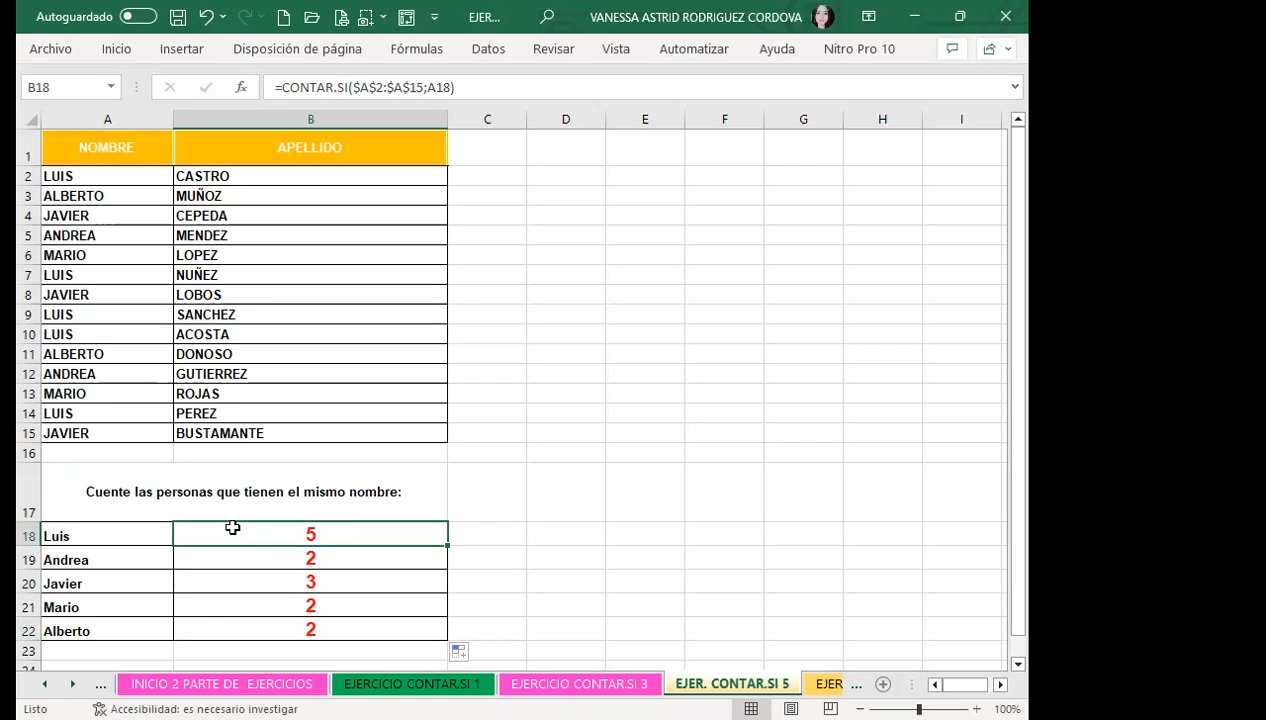 Autoguardado EJER... VANESSA ASTRID RODRIGUEZ CORDOVA
Archivo Inicio Insertar Disposición de página Fórmulas Datos Revisar Vista Automatizar Ayuda Nitro Pro 10
B18 fx =CONTAR.SI($A$2:$A$15;A18)
A B C D E F G H I
1 NOMBRE APELLIDO
2 LUIS CASTRO
3 ALBERTO MUÑOZ
4 JAVIER CEPEDA
5 ANDREA MENDEZ
6 MARIO LOPEZ
7 LUIS NUÑEZ
8 JAVIER LOBOS
9 LUIS SANCHEZ
10 LUIS ACOSTA
11 ALBERTO DONOSO
12 ANDREA GUTIERREZ
13 MARIO ROJAS
14 LUIS PEREZ
15 JAVIER BUSTAMANTE
16
17 Cuente las personas que tienen el mismo nombre:
18 Luis 5
19 Andrea 2
20 Javier 3
21 Mario 2
22 Alberto 2
23
... INICIO 2 PARTE DE EJERCICIOS EJERCICIO CONTAR.SI 1 EJERCICIO CONTAR.SI 3 EJER. CONTAR.SI 5 EJER ...
Listo Accesibilidad: es necesario investigar 100%